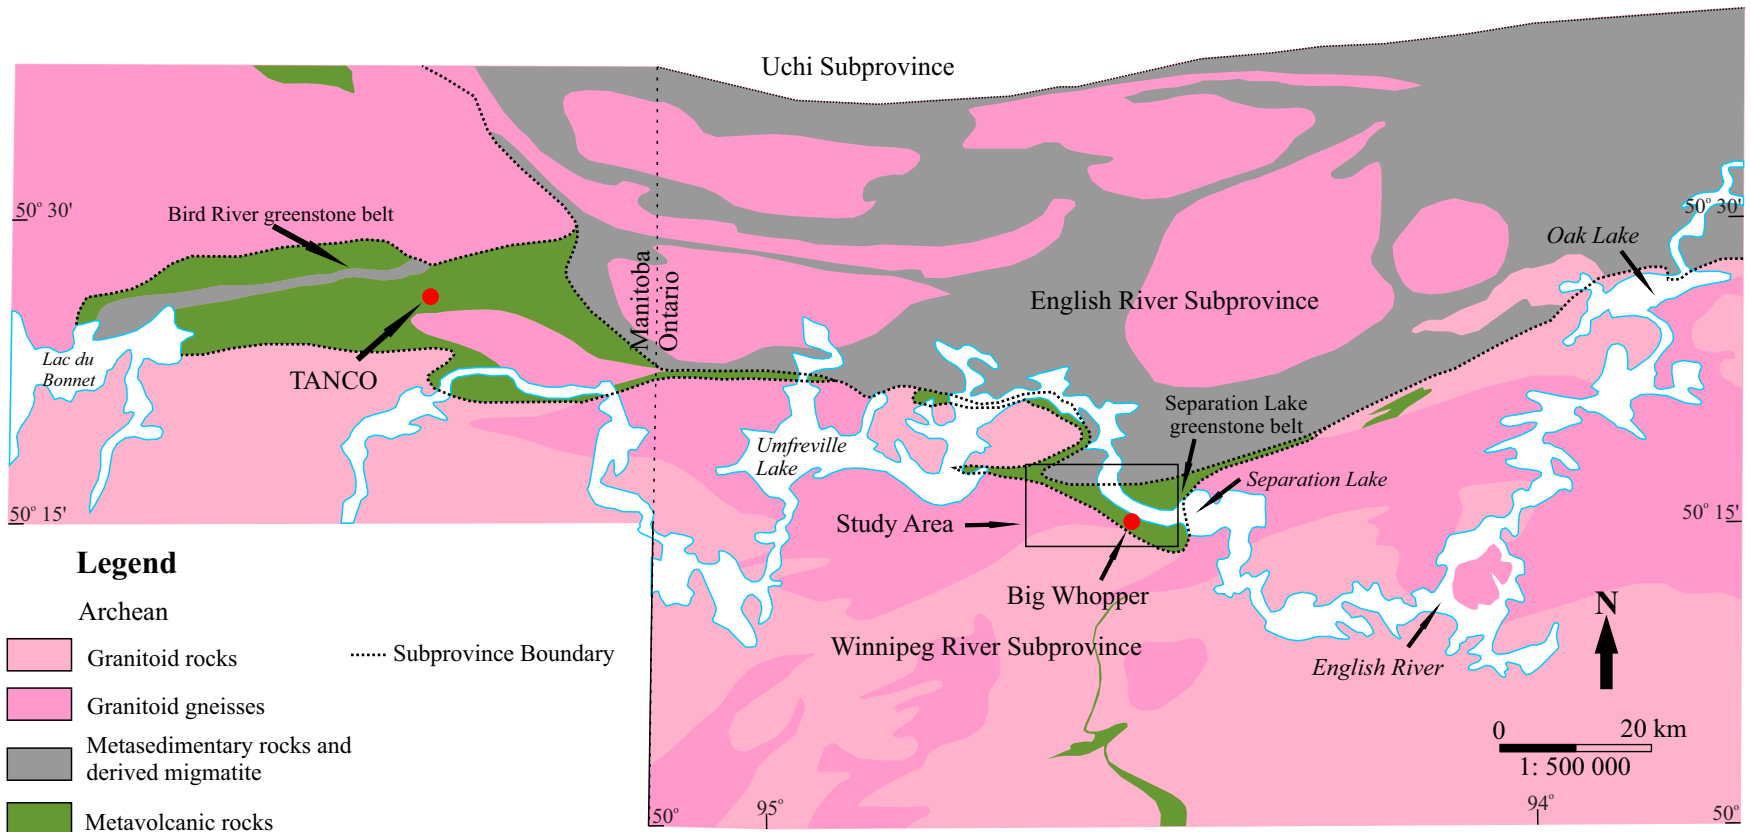 Uchi Subprovince
50° 30'
Bird River greenstone belt
50° 30'
Oak Lake
Manitoba
Ontario
English River Subprovince
Lac du
Bonnet
TANCO
Separation Lake
greenstone belt
Umfreville
Lake
Separation Lake
50° 15'
Study Area
50° 15'
Legend
Big Whopper
Archean
N
Granitoid rocks
Subprovince Boundary
Winnipeg River Subprovince
English River
Granitoid gneisses
Metasedimentary rocks and
derived migmatite
0 20 km
1: 500 000
Metavolcanic rocks
50°
95°
94°
50°